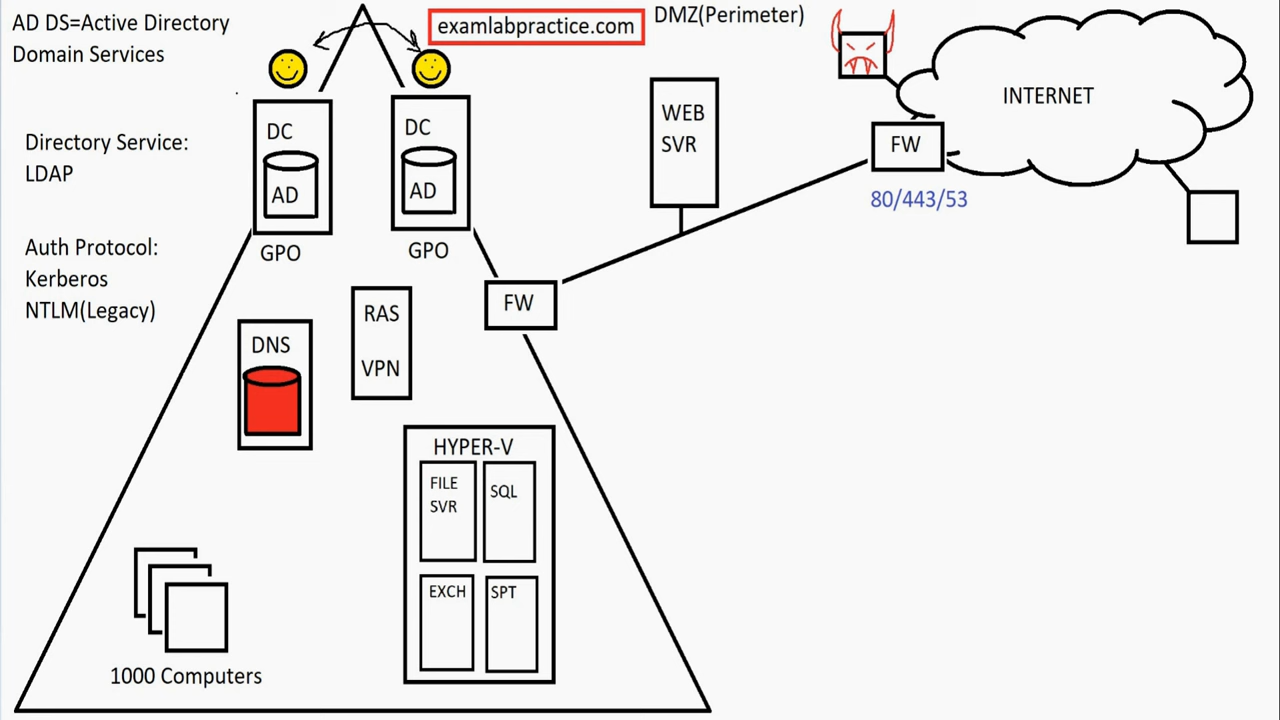 AD DS=Active Directory
Domain Services
examlabpractice.com
DMZ(Perimeter)
INTERNET
DC
AD
GPO
DC
AD
GPO
WEB
SVR
FW
80/443/53
Directory Service:
LDAP
Auth Protocol:
Kerberos
NTLM(Legacy)
RAS
VPN
FW
DNS
HYPER-V
FILE
SVR
SQL
EXCH
SPT
1000 Computers